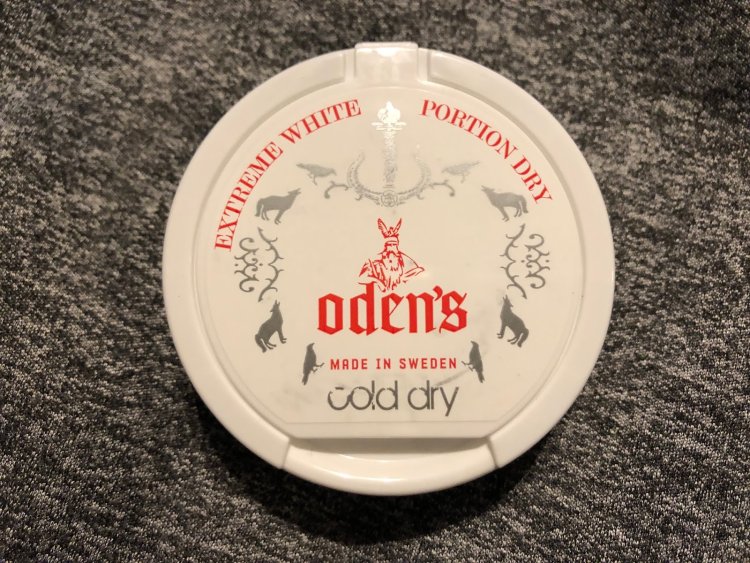 EXTREME WHITE PORTION DRY
oden's
MADE IN SWEDEN
cold dry